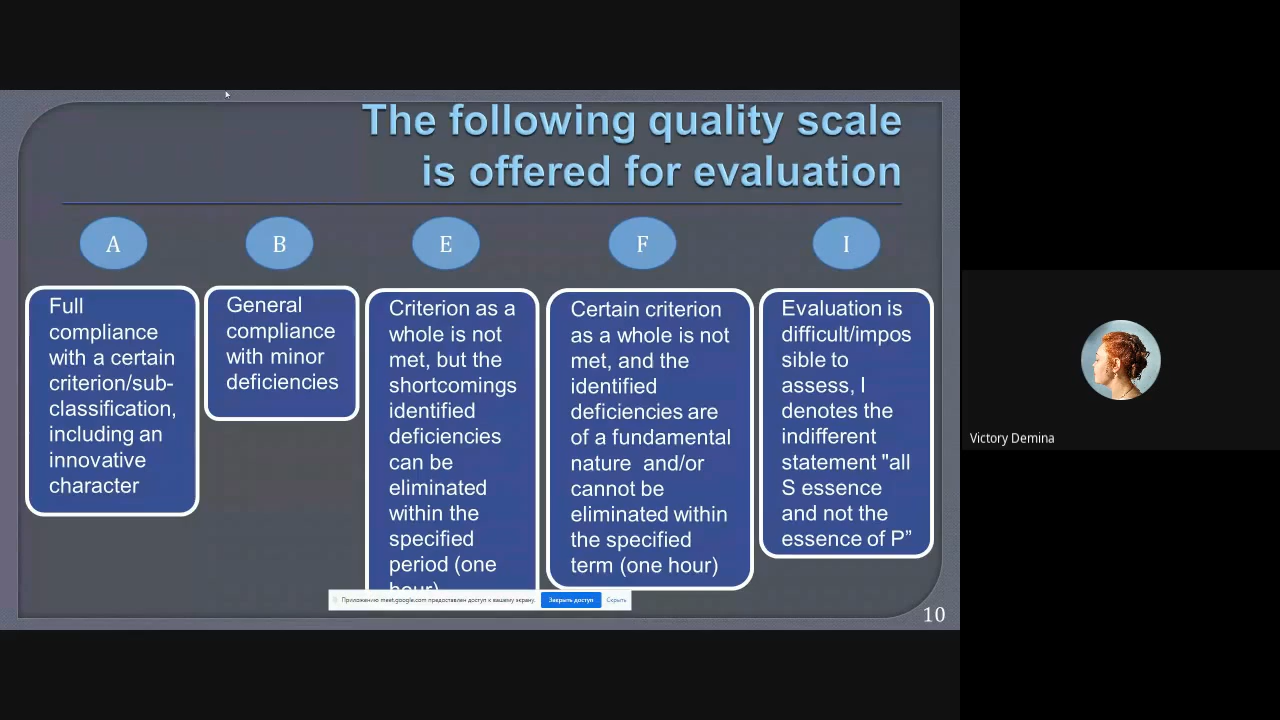 The following quality scale
is offered for evaluation
A
B
E
F
I
Full
compliance
with a certain
criterion/sub-
classification,
including an
innovative
character
General
compliance
with minor
deficiencies
Criterion as a
whole is not
met, but the
shortcomings
identified
deficiencies
can be
eliminated
within the
specified
period (one
hour)
Certain criterion
as a whole is not
met, and the
identified
deficiencies are
of a fundamental
nature and/or
cannot be
eliminated within
the specified
term (one hour)
Evaluation is
difficult/impos
sible to
assess, I
denotes the
indifferent
statement "all
S essence
and not the
essence of P”
Приложению meet.google.com предоставлен доступ к вашему экрану.
Закрыть доступ
Скрыть
10
Victory Demina